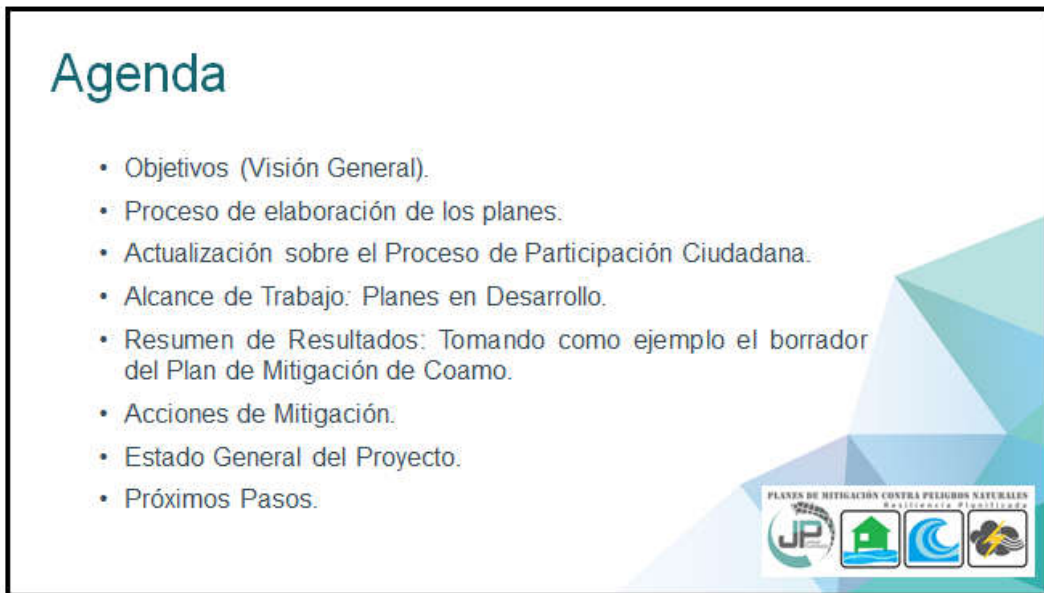 Agenda
• Objetivos (Visión General).
• Proceso de elaboración de los planes.
• Actualización sobre el Proceso de Participación Ciudadana.
• Alcance de Trabajo: Planes en Desarrollo.
• Resumen de Resultados: Tomando como ejemplo el borrador
del Plan de Mitigación de Coamo.
• Acciones de Mitigación.
• Estado General del Proyecto.
• Próximos Pasos.
PLANES DE MITIGACIÓN CONTRA PELIGROS NATURALES
Resiliencia Planificada
JP